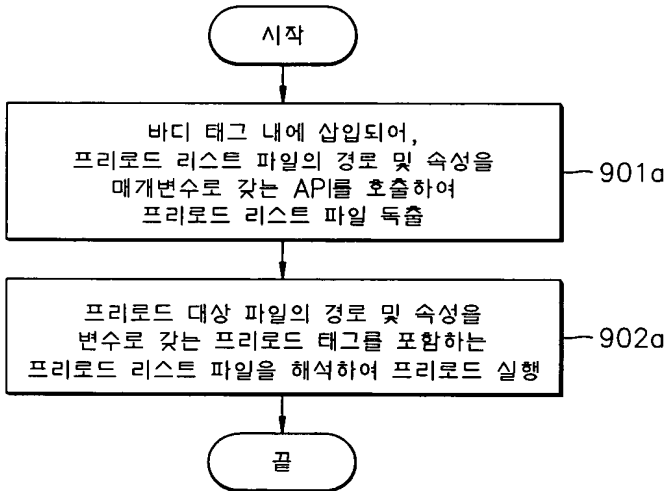 시작
바디 태그 내에 삽입되어,
프리로드 리스트 파일의 경로 및 속성을
매개변수로 갖는 API를 호출하여
프리로드 리스트 파일 독출
901a
프리로드 대상 파일의 경로 및 속성을
변수로 갖는 프리로드 태그를 포함하는
프리로드 리스트 파일을 해석하여 프리로드 실행
902a
끝